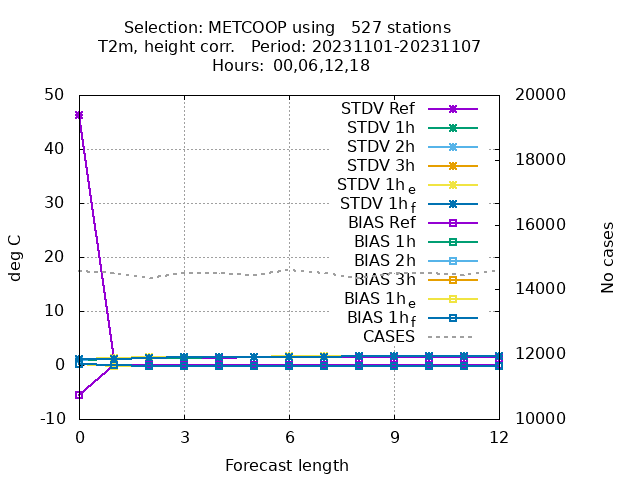 Selection: METCOOP using   527 stations
T2m, height corr.   Period: 20231101-20231107
Hours:  00,06,12,18
50
40
30
20
10
0
-10
deg C
20000
18000
16000
14000
12000
10000
No cases
STDV Ref
STDV 1h
STDV 2h
STDV 3h
STDV 1he
STDV 1hf
BIAS Ref
BIAS 1h
BIAS 2h
BIAS 3h
BIAS 1he
BIAS 1hf
CASES
0 3 6 9 12
Forecast length